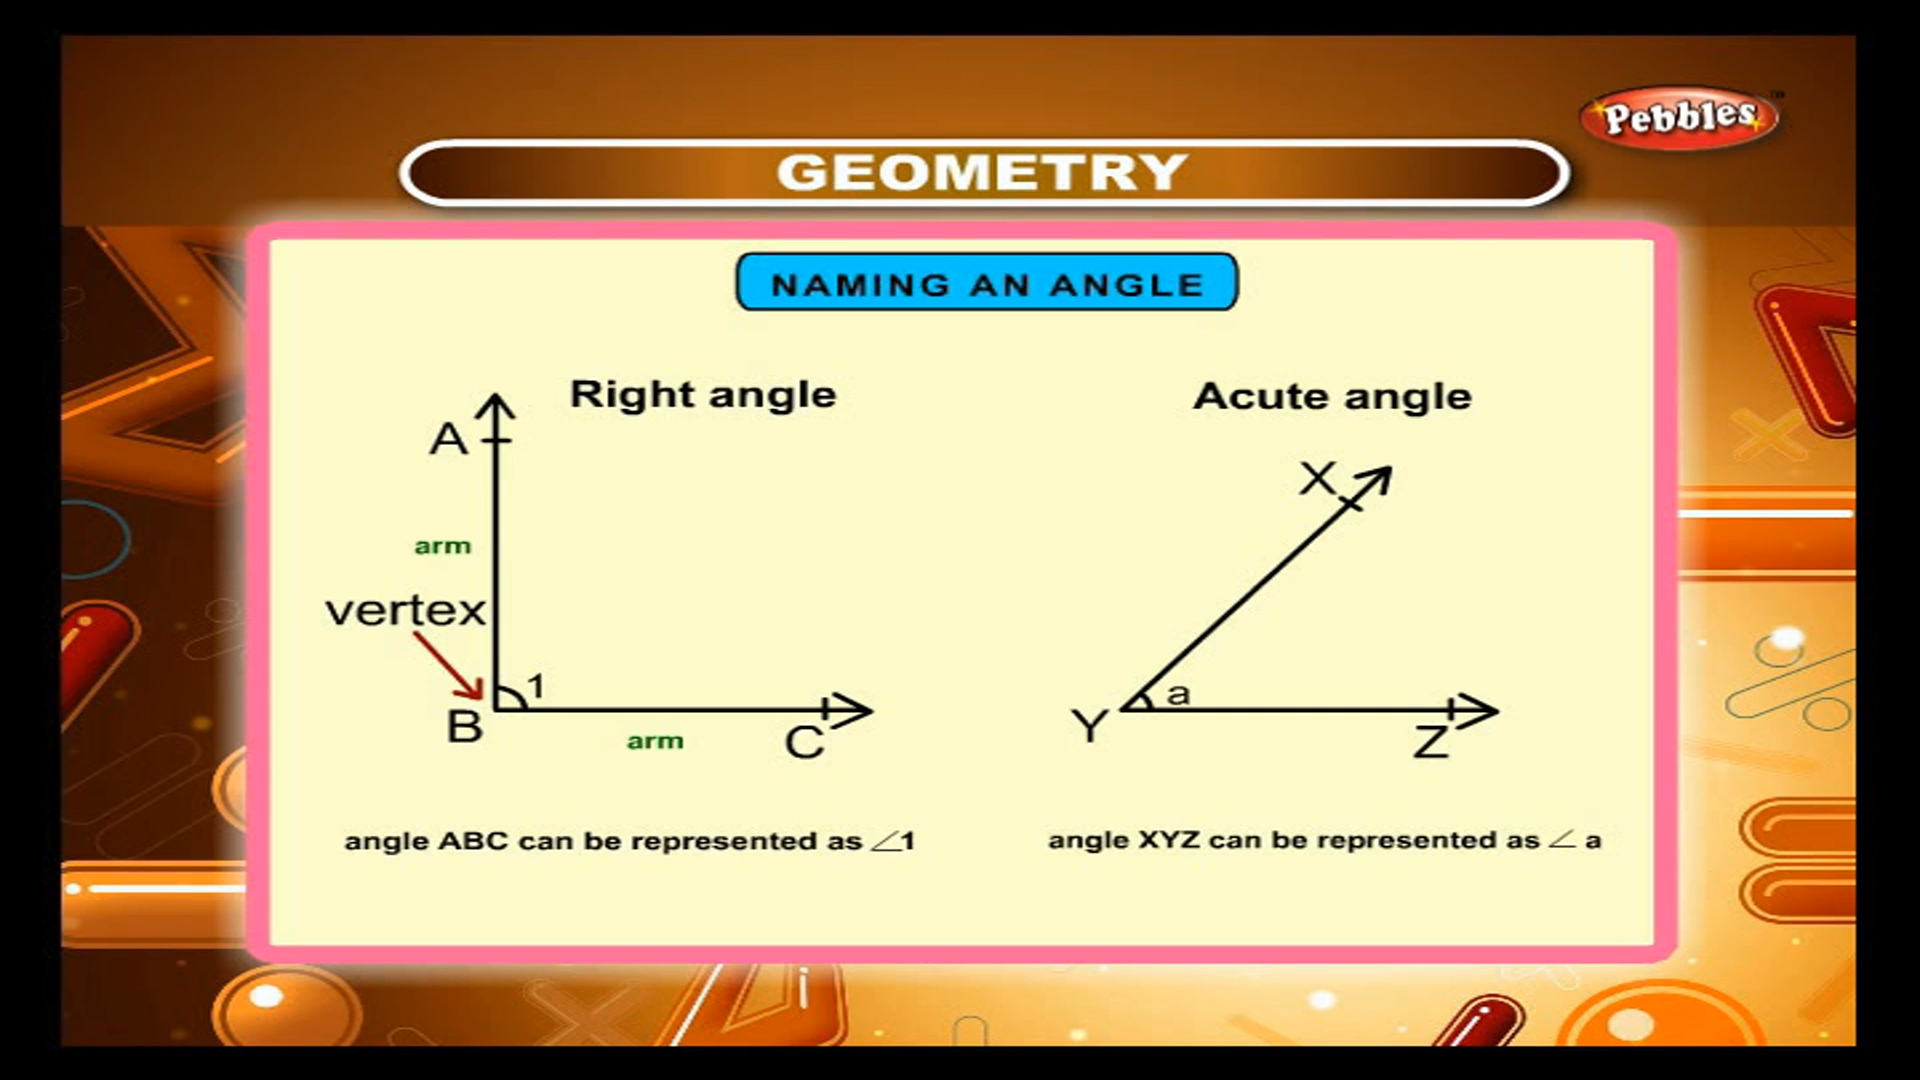 Pebbles™
GEOMETRY
NAMING AN ANGLE
Right angle
Acute angle
A
X
arm
vertex
1
a
B
C
Y
Z
arm
angle ABC can be represented as ∠1
angle XYZ can be represented as ∠ a